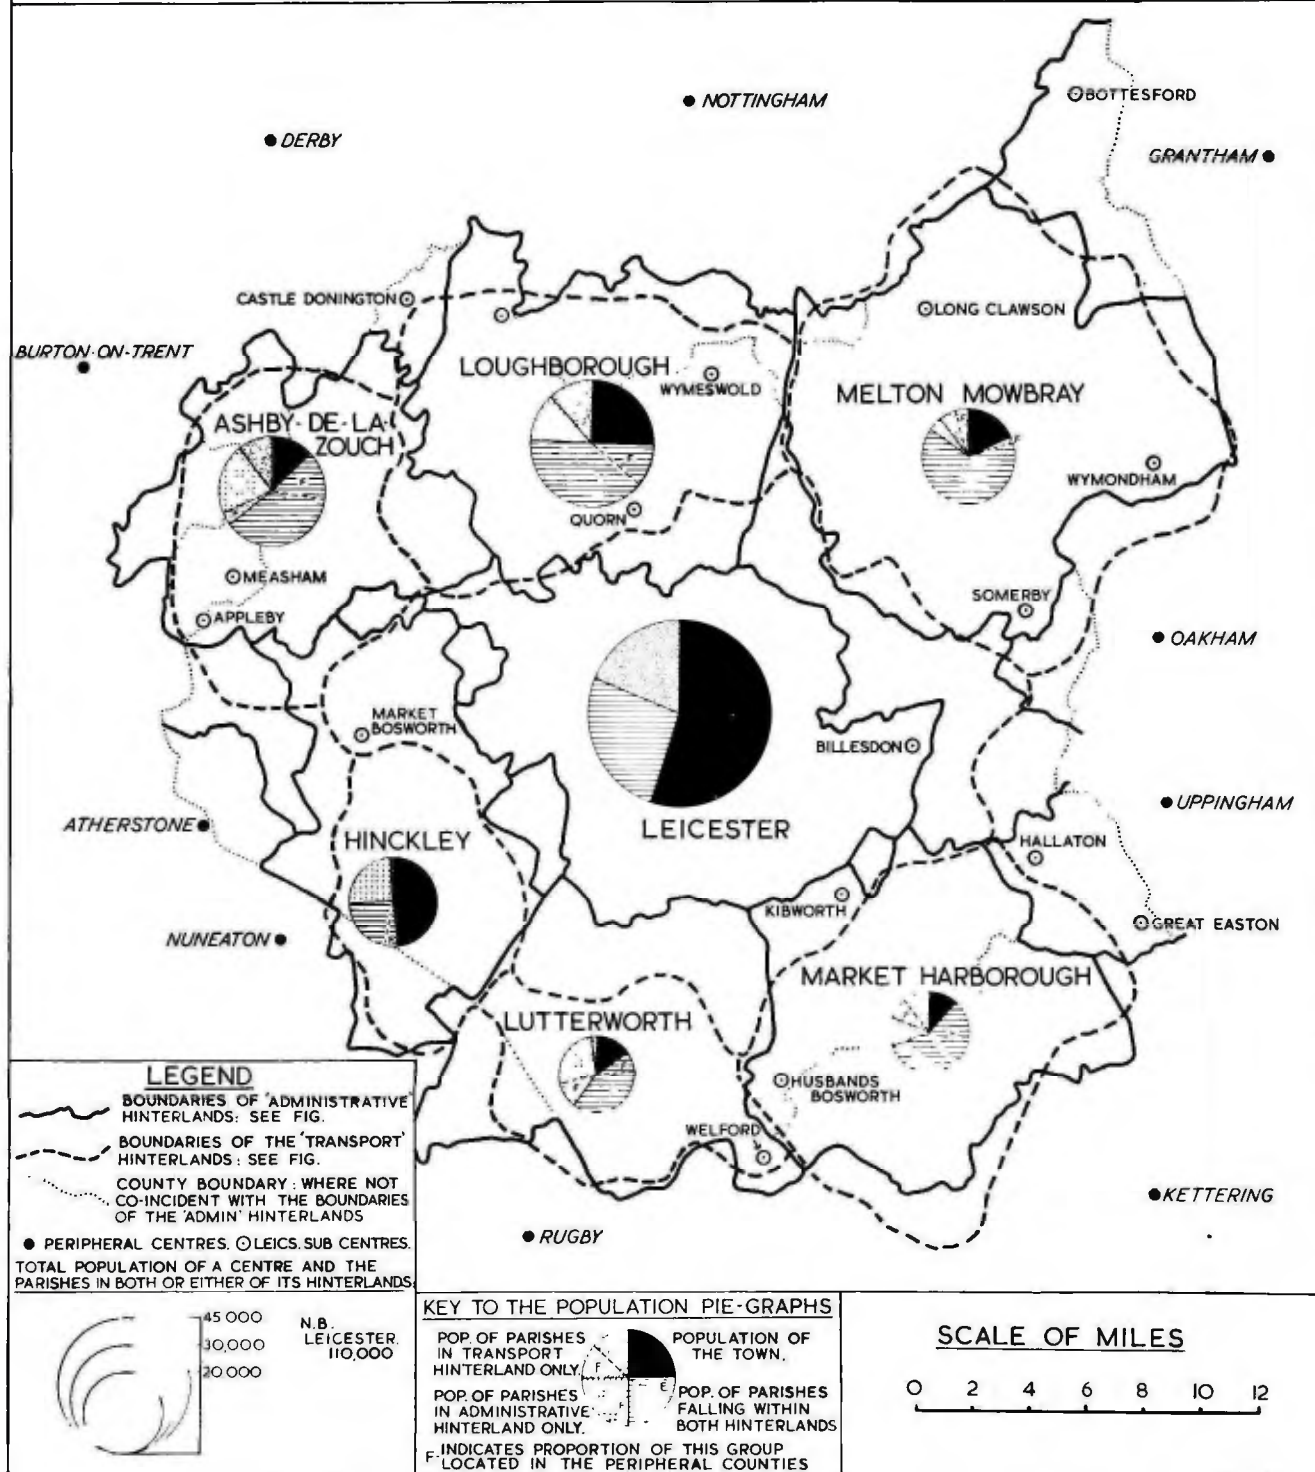 NOTTINGHAM
BOTTESFORD
DERBY
GRANTHAM
CASTLE DONINGTON
LONG CLAWSON
BURTON-ON-TRENT
LOUGHBOROUGH
WYMESWOLD
MELTON MOWBRAY
ASHBY-DE-LA-
ZOUCH
F
F
F
WYMONDHAM
QUORN
MEASHAM
APPLEBY
SOMERBY
OAKHAM
MARKET
BOSWORTH
BILLESDON
UPPINGHAM
ATHERSTONE
LEICESTER
HINCKLEY
HALLATON
KIBWORTH
GREAT EASTON
NUNEATON
MARKET HARBOROUGH
LUTTERWORTH
HUSBANDS
BOSWORTH
WELFORD
KETTERING
RUGBY
LEGEND
BOUNDARIES OF 'ADMINISTRATIVE'
HINTERLANDS: SEE FIG.
BOUNDARIES OF THE 'TRANSPORT'
HINTERLANDS: SEE FIG.
COUNTY BOUNDARY: WHERE NOT
CO-INCIDENT WITH THE BOUNDARIES
OF THE 'ADMIN' HINTERLANDS
PERIPHERAL CENTRES. LEICS. SUB CENTRES.
TOTAL POPULATION OF A CENTRE AND THE
PARISHES IN BOTH OR EITHER OF ITS HINTERLANDS.
45 000
30,000
20 000
N.B.
LEICESTER.
110,000
KEY TO THE POPULATION PIE-GRAPHS
POP. OF PARISHES
IN TRANSPORT
HINTERLAND ONLY.
POPULATION OF
THE TOWN.
POP. OF PARISHES
IN ADMINISTRATIVE
HINTERLAND ONLY.
POP. OF PARISHES
FALLING WITHIN
BOTH HINTERLANDS
F
F
F-INDICATES PROPORTION OF THIS GROUP
LOCATED IN THE PERIPHERAL COUNTIES
SCALE OF MILES
0 2 4 6 8 10 12